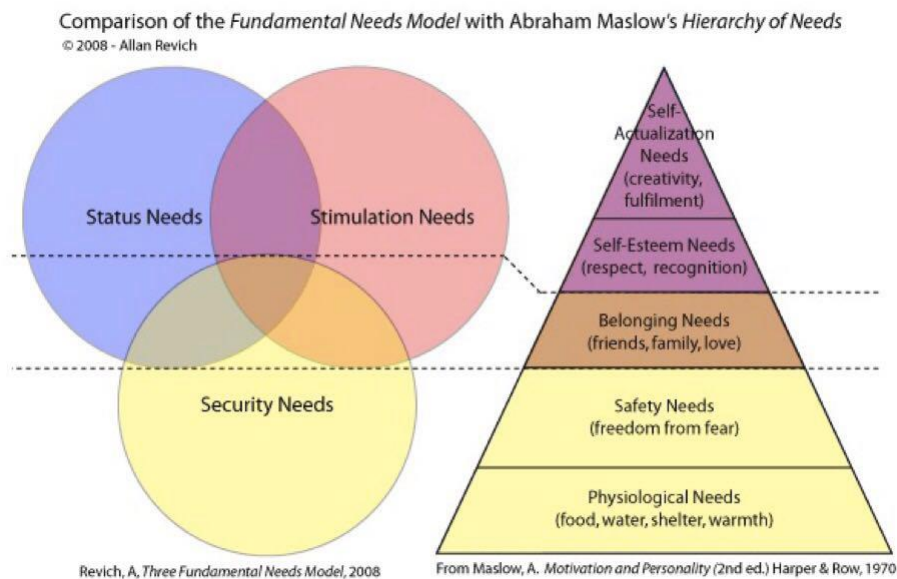 Comparison of the Fundamental Needs Model with Abraham Maslow's Hierarchy of Needs
© 2008 - Allan Revich
Status Needs
Stimulation Needs
Security Needs
Self-
Actualization
Needs
(creativity,
fulfilment)
Self-Esteem Needs
(respect, recognition)
Belonging Needs
(friends, family, love)
Safety Needs
(freedom from fear)
Physiological Needs
(food, water, shelter, warmth)
Revich, A, Three Fundamental Needs Model, 2008
From Maslow, A. Motivation and Personality (2nd ed.) Harper & Row, 1970